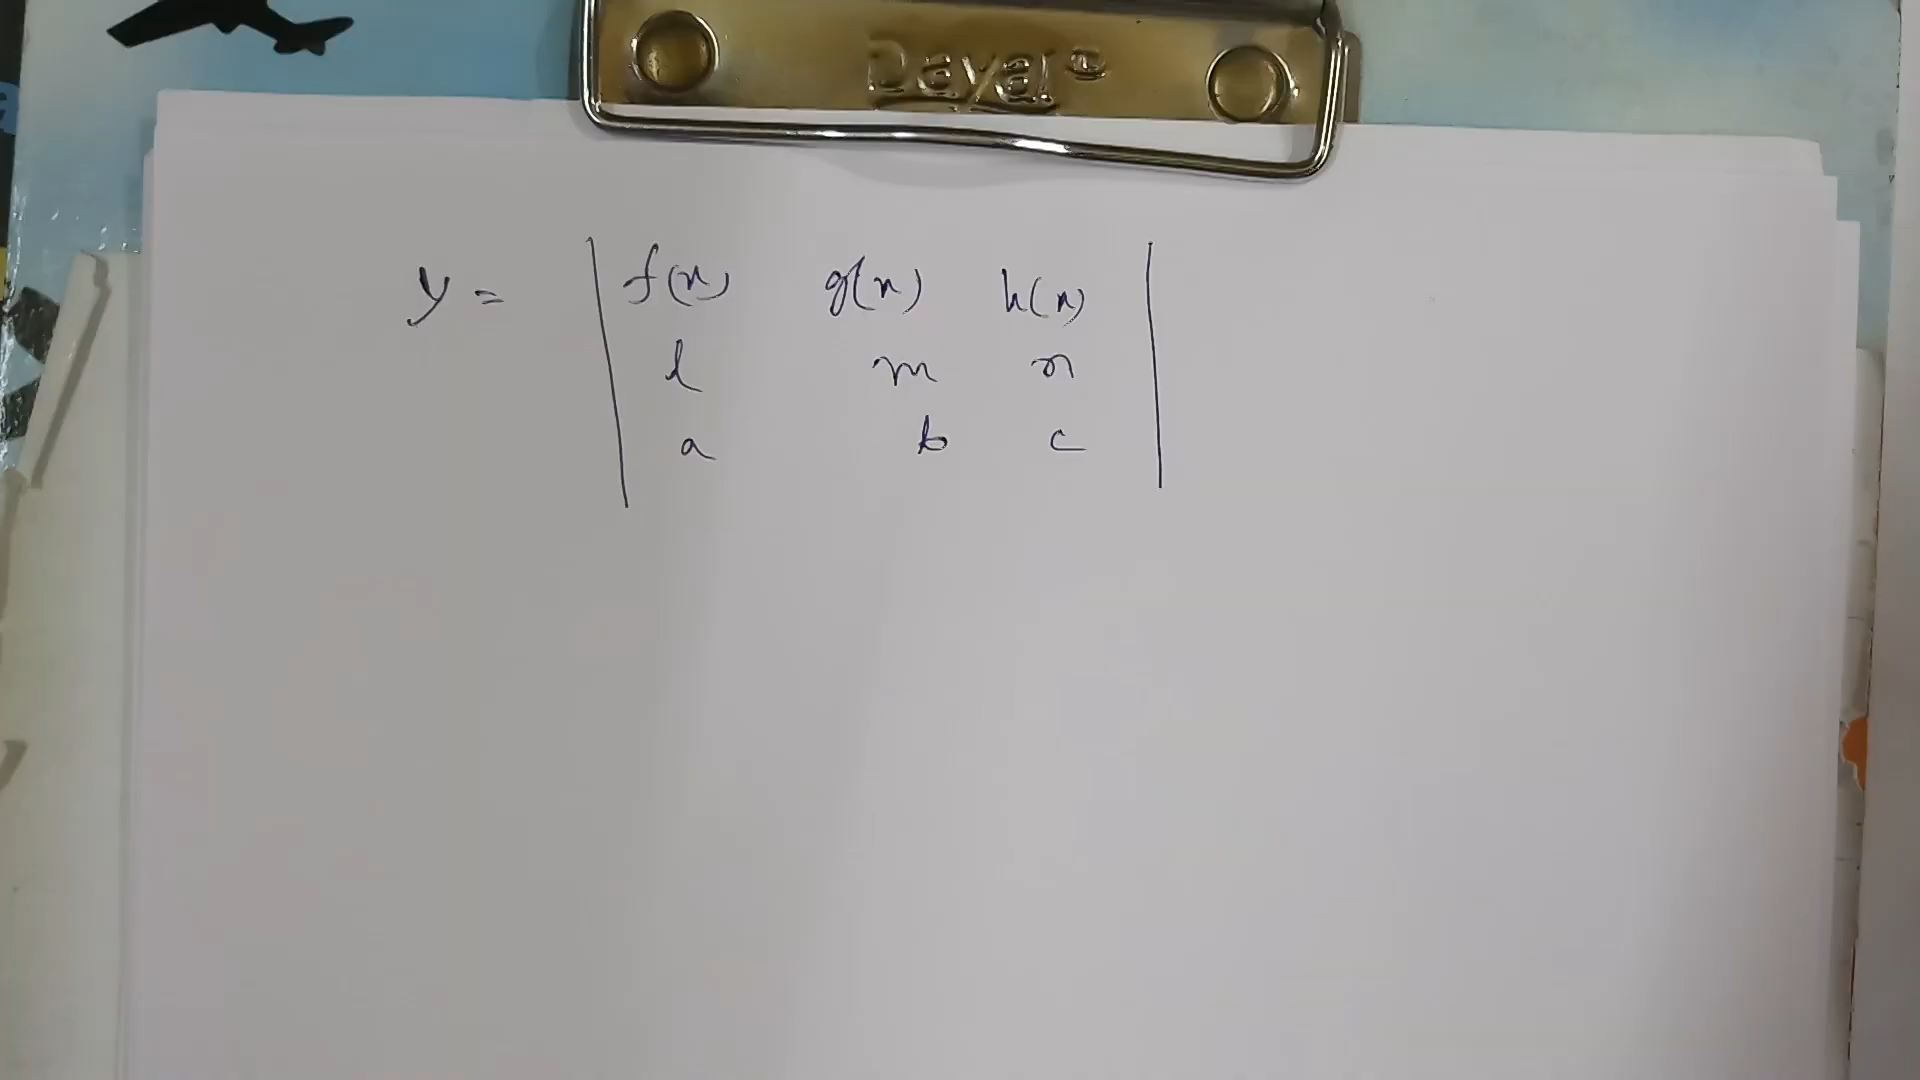 Dayal
y = | f(x) g(x) h(x) |
l m n
a b c